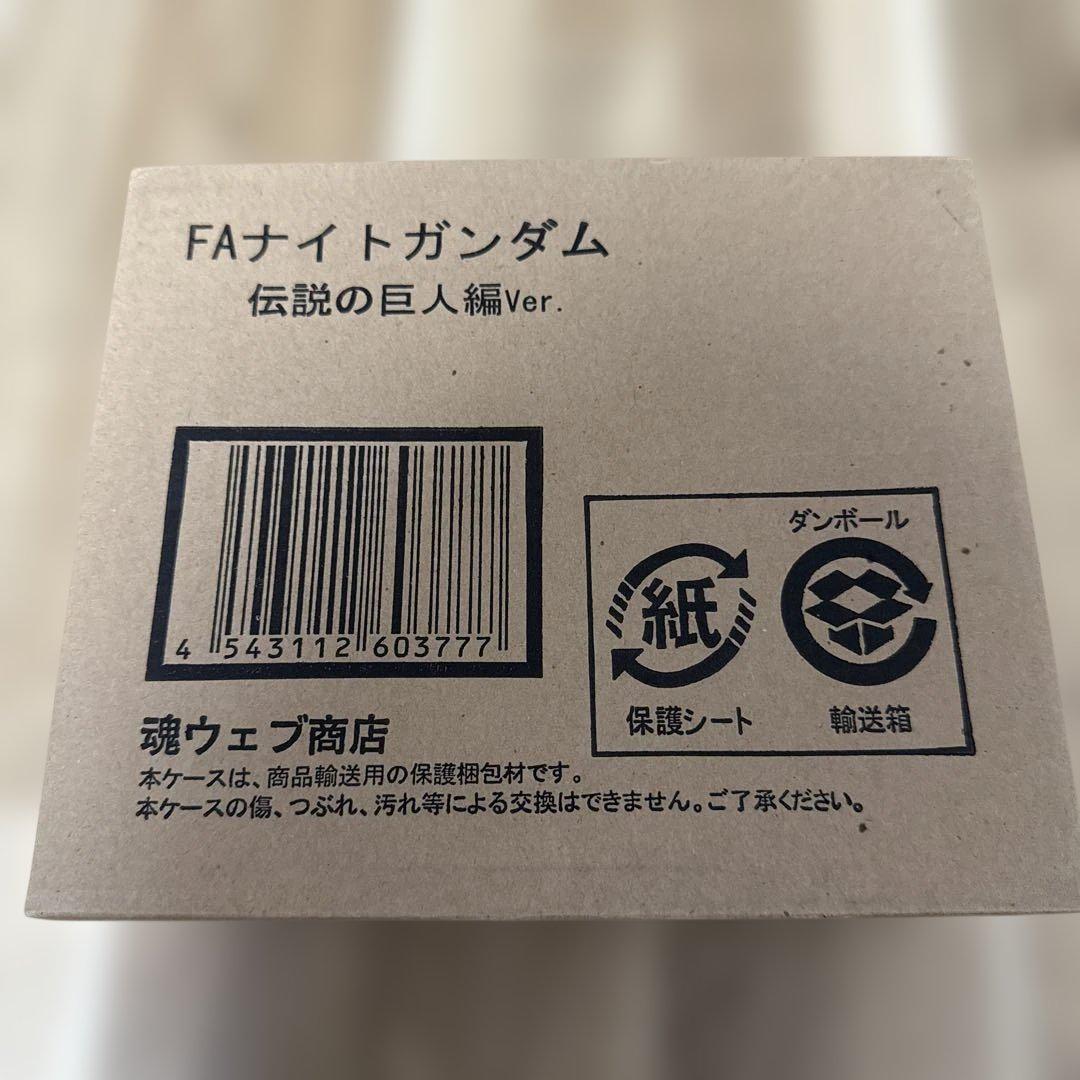 FAナイトガンダム
伝説の巨人編Ver.
4 543112 603777
ダンボール
紙
保護シート
輸送箱
魂ウェブ商店
本ケースは、商品輸送用の保護梱包材です。
本ケースの傷、つぶれ、汚れ等による交換はできません。ご了承ください。